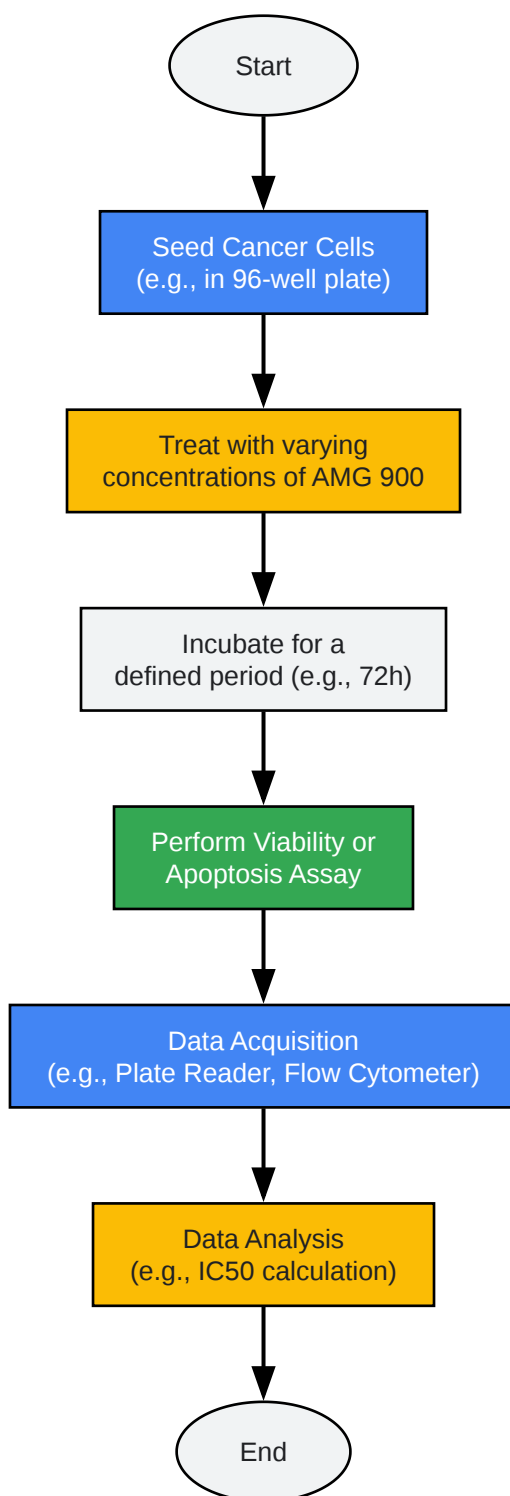 Start
Seed Cancer Cells
(e.g., in 96-well plate)
Treat with varying
concentrations of AMG 900
Incubate for a
defined period (e.g., 72h)
Perform Viability or
Apoptosis Assay
Data Acquisition
(e.g., Plate Reader, Flow Cytometer)
Data Analysis
(e.g., IC50 calculation)
End